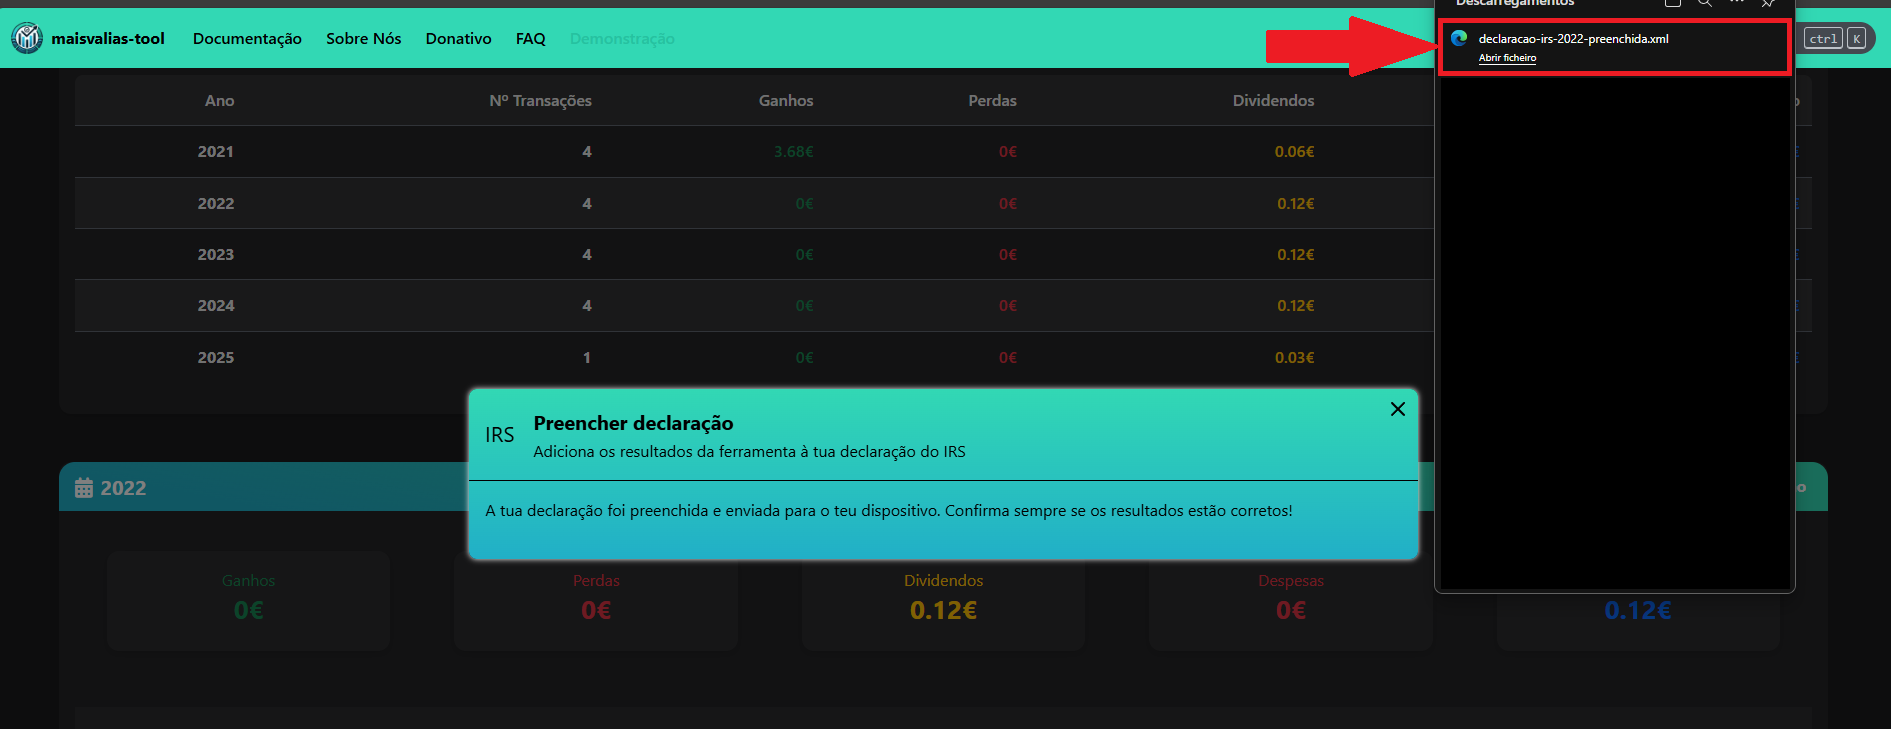 Descarregamentos
maisvalias-tool Documentação Sobre Nós Donativo FAQ Demonstração
ctrl K
declaracao-irs-2022-preenchida.xml
Abrir ficheiro
Ano Nº Transações Ganhos Perdas Dividendos
2021 4 3.68€ 0€ 0.06€
2022 4 0€ 0€ 0.12€
2023 4 0€ 0€ 0.12€
2024 4 0€ 0€ 0.12€
2025 1 0€ 0€ 0.03€
IRS
Preencher declaração
Adiciona os resultados da ferramenta à tua declaração do IRS
A tua declaração foi preenchida e enviada para o teu dispositivo. Confirma sempre se os resultados estão corretos!
2022
Ganhos Perdas Dividendos Despesas
0€ 0€ 0.12€ 0€ 0.12€